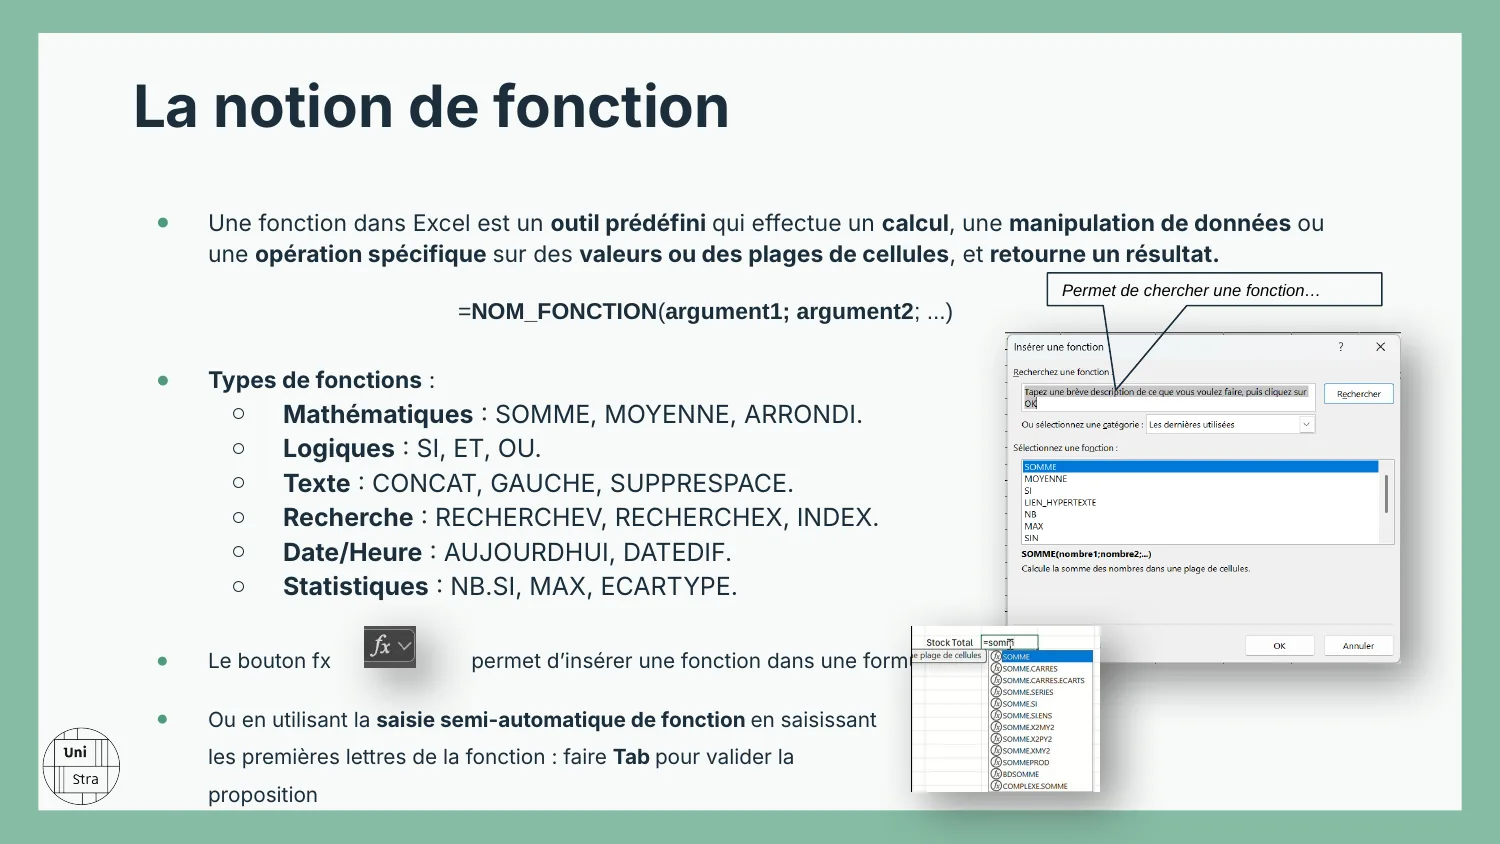 La notion de fonction
Une fonction dans Excel est un outil prédéfini qui effectue un calcul, une manipulation de données ou
une opération spécifique sur des valeurs ou des plages de cellules, et retourne un résultat.
=NOM_FONCTION(argument1; argument2; ...)
Permet de chercher une fonction…
Types de fonctions :
Mathématiques : SOMME, MOYENNE, ARRONDI.
Logiques : SI, ET, OU.
Texte : CONCAT, GAUCHE, SUPPRESPACE.
Recherche : RECHERCHEV, RECHERCHEX, INDEX.
Date/Heure : AUJOURDHUI, DATEDIF.
Statistiques : NB.SI, MAX, ECARTYPE.
Insérer une fonction ?
Recherchez une fonction :
Tapez une brève description de ce que vous voulez faire, puis cliquez sur
OK
Rechercher
Ou sélectionnez une catégorie : Les dernières utilisées
Sélectionnez une fonction :
SOMME
MOYENNE
SI
LIEN_HYPERTEXTE
NB
MAX
SIN
SOMME(nombre1;nombre2;...)
Calcule la somme des nombres dans une plage de cellules.
OK Annuler
Le bouton fx fx permet d’insérer une fonction dans une form
Ou en utilisant la saisie semi-automatique de fonction en saisissant
les premières lettres de la fonction : faire Tab pour valider la
proposition
Stock Total =somm
e plage de cellules
SOMME
SOMME.CARRES
SOMME.CARRES.ECARTS
SOMME.SERIES
SOMME.SI
SOMME.SI.ENS
SOMME.X2MY2
SOMME.X2PY2
SOMME.XMY2
SOMMEPROD
BDSOMME
COMPLEXE.SOMME
Uni
Stra